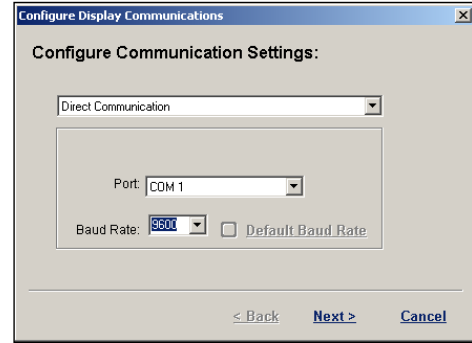 Configure Display Communications
Configure Communication Settings:
Direct Communication
Port: COM 1
Baud Rate: 9600 Default Baud Rate
< Back Next > Cancel